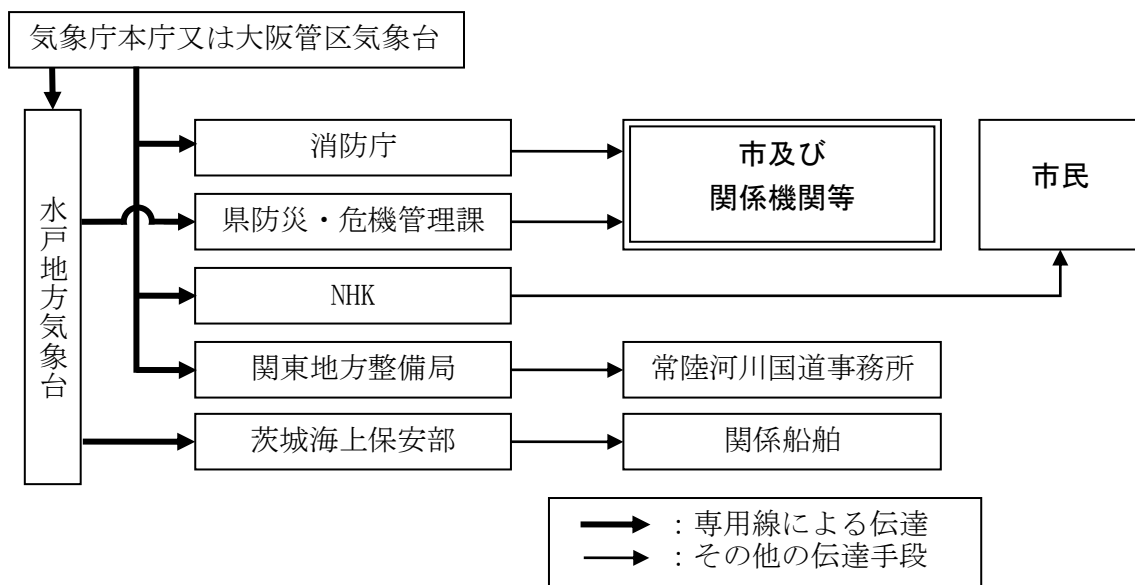 気象庁本庁又は大阪管区気象台
水戸地方気象台
消防庁
市及び
関係機関等
市民
県防災・危機管理課
NHK
関東地方整備局
常陸河川国道事務所
茨城海上保安部
関係船舶
：専用線による伝達
：その他の伝達手段